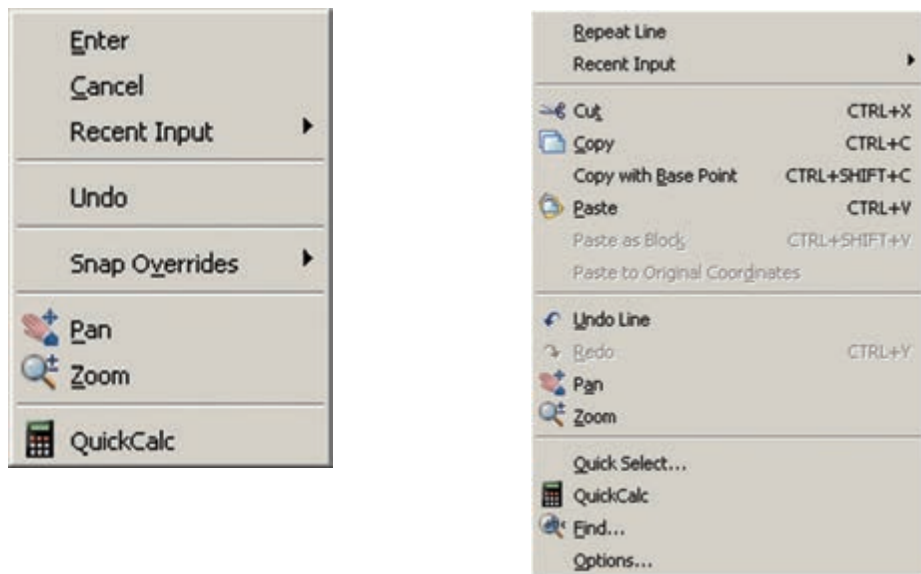 Enter
Cancel
Recent Input
Undo
Snap Overrides
Pan
Zoom
QuickCalc
Repeat Line
Recent Input
Cut CTRL+X
Copy CTRL+C
Copy with Base Point CTRL+SHIFT+C
Paste CTRL+V
Paste as Block CTRL+SHIFT+V
Paste to Original Coordinates
Undo Line
Redo CTRL+Y
Pan
Zoom
Quick Select...
QuickCalc
Find...
Options...